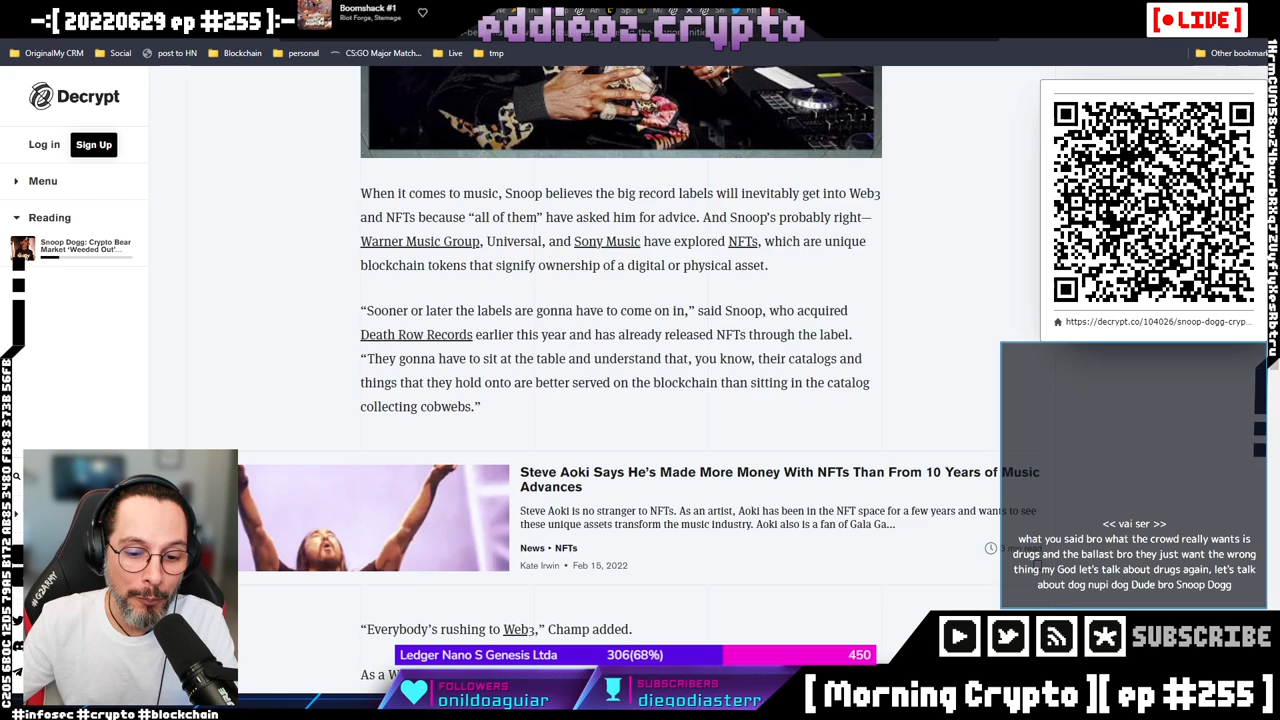 -:[ 20220629 ep #255 ]:-
Boomshack #1
Riot Forge, Stemage
eddieoz.crypto
[ LIVE ]
OriginalMy CRM
Social
post to HN
Blockchain
personal
CS:GO Major Match...
Live
tmp
Other bookmar
Decrypt
Log in
Sign Up
Menu
Reading
Snoop Dogg: Crypto Bear
Market ‘Weeded Out’...
When it comes to music, Snoop believes the big record labels will inevitably get into Web3
and NFTs because “all of them” have asked him for advice. And Snoop’s probably right—
Warner Music Group, Universal, and Sony Music have explored NFTs, which are unique
blockchain tokens that signify ownership of a digital or physical asset.
“Sooner or later the labels are gonna have to come on in,” said Snoop, who acquired
Death Row Records earlier this year and has already released NFTs through the label.
“They gonna have to sit at the table and understand that, you know, their catalogs and
things that they hold onto are better served on the blockchain than sitting in the catalog
collecting cobwebs.”
https://decrypt.co/104026/snoop-dogg-cryp...
Steve Aoki Says He’s Made More Money With NFTs Than From 10 Years of Music
Advances
Steve Aoki is no stranger to NFTs. As an artist, Aoki has been in the NFT space for a few years and wants to see
these unique assets transform the music industry. Aoki also is a fan of Gala Ga...
News • NFTs
Kate Irwin • Feb 15, 2022
<< vai ser >>
what you said bro what the crowd really wants is
drugs and the ballast bro they just want the wrong
thing my God let's talk about drugs again, let's talk
about dog nupi dog Dude bro Snoop Dogg
“Everybody’s rushing to Web3,” Champ added.
As a W
#G2ARMY
Ledger Nano S Genesis Ltda
306(68%)
450
FOLLOWERS
onildoaguiar
SUBSCRIBERS
diegodiasterr
SUBSCRIBE
[ Morning Crypto ][ ep #255 ]
#infosec #crypto #blockchain